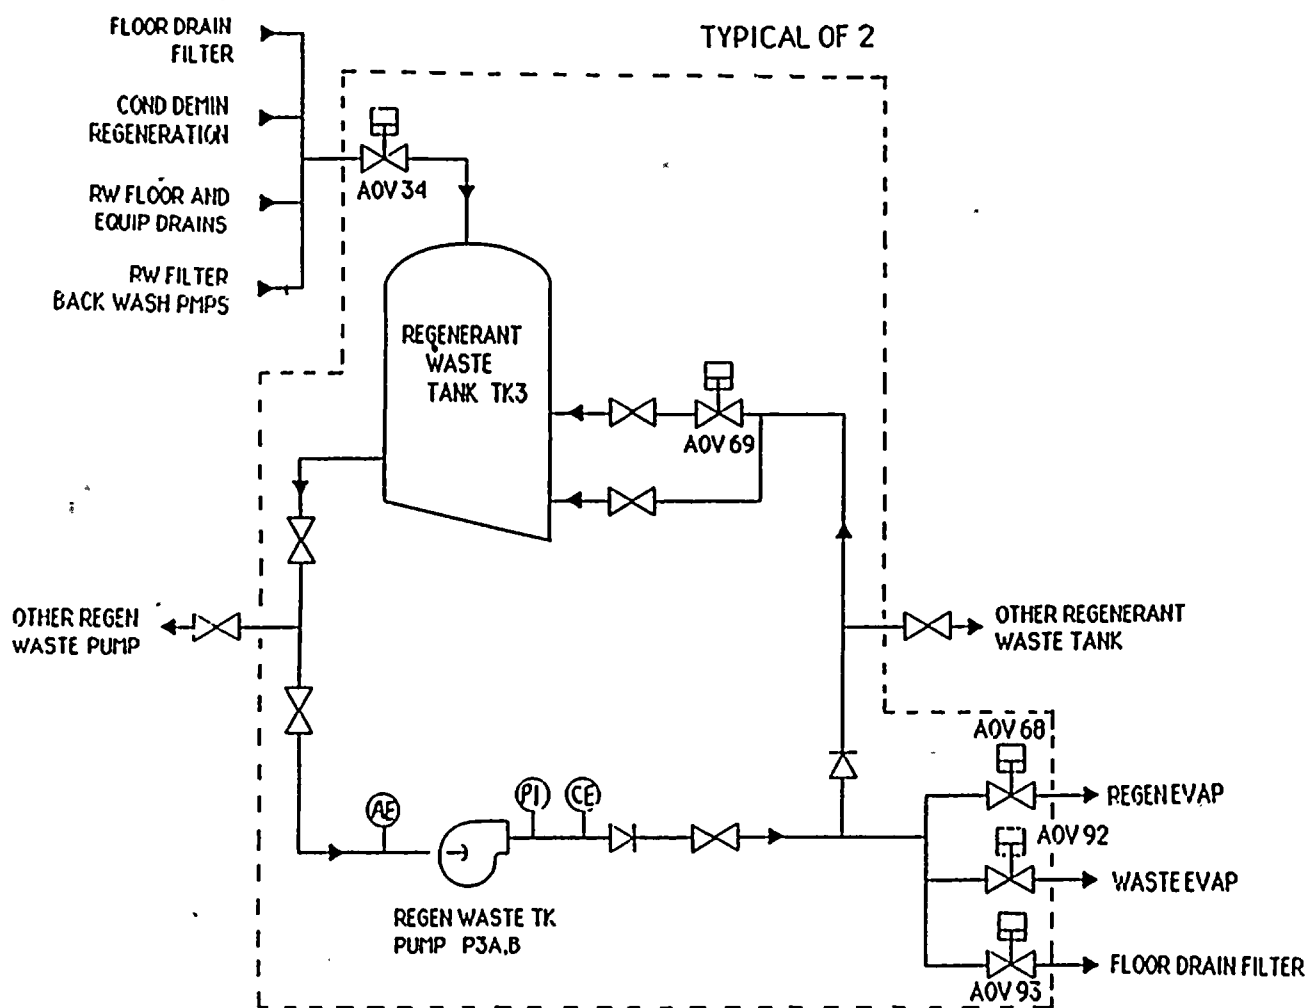 FLOOR DRAIN
FILTER
TYPICAL OF 2
COND DEMIN
REGENERATION
AOV 34
RW FLOOR AND
EQUIP DRAINS
RW FILTER
BACK WASH PMPS
REGENERANT
WASTE
TANK TK3
AOV 69
OTHER REGEN
WASTE PUMP
OTHER REGENERANT
WASTE TANK
AOV 68
REGEN EVAP
AE
PI
CE
AOV 92
WASTE EVAP
REGEN WASTE TK
PUMP P3A,B
FLOOR DRAIN FILTER
AOV 93